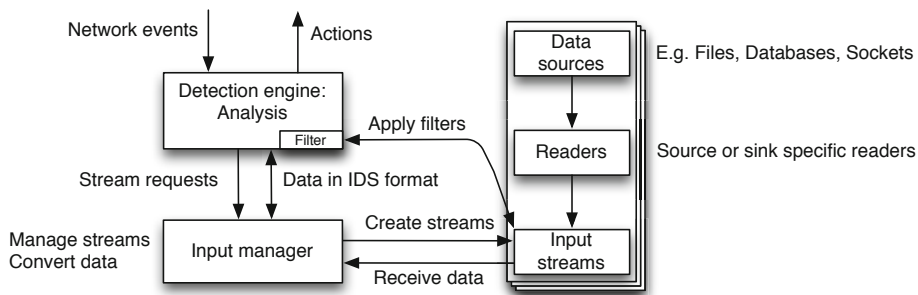 Network events
Actions
Data
sources
E.g. Files, Databases, Sockets
Detection engine:
Analysis
Filter
Apply filters
Readers
Source or sink specific readers
Stream requests
Data in IDS format
Manage streams
Convert data
Input manager
Create streams
Receive data
Input
streams